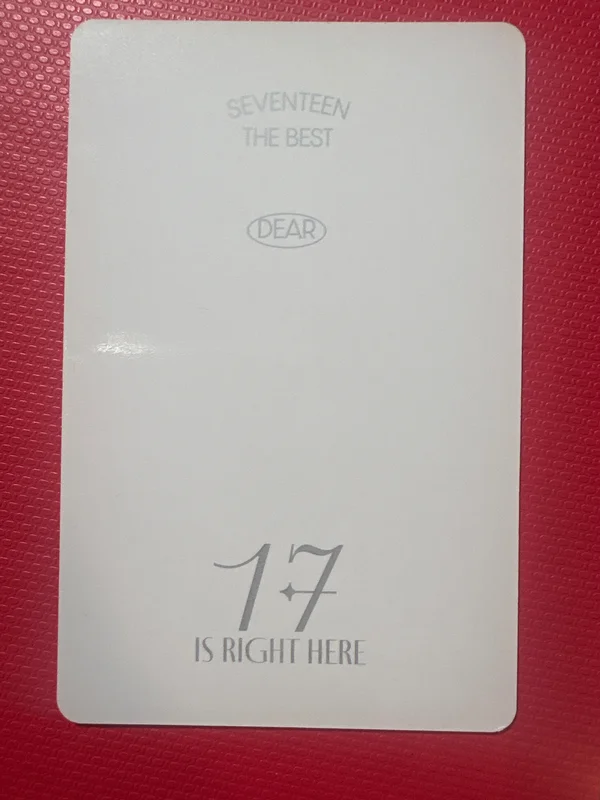 SEVENTEEN
THE BEST
DEAR
17
IS RIGHT HERE